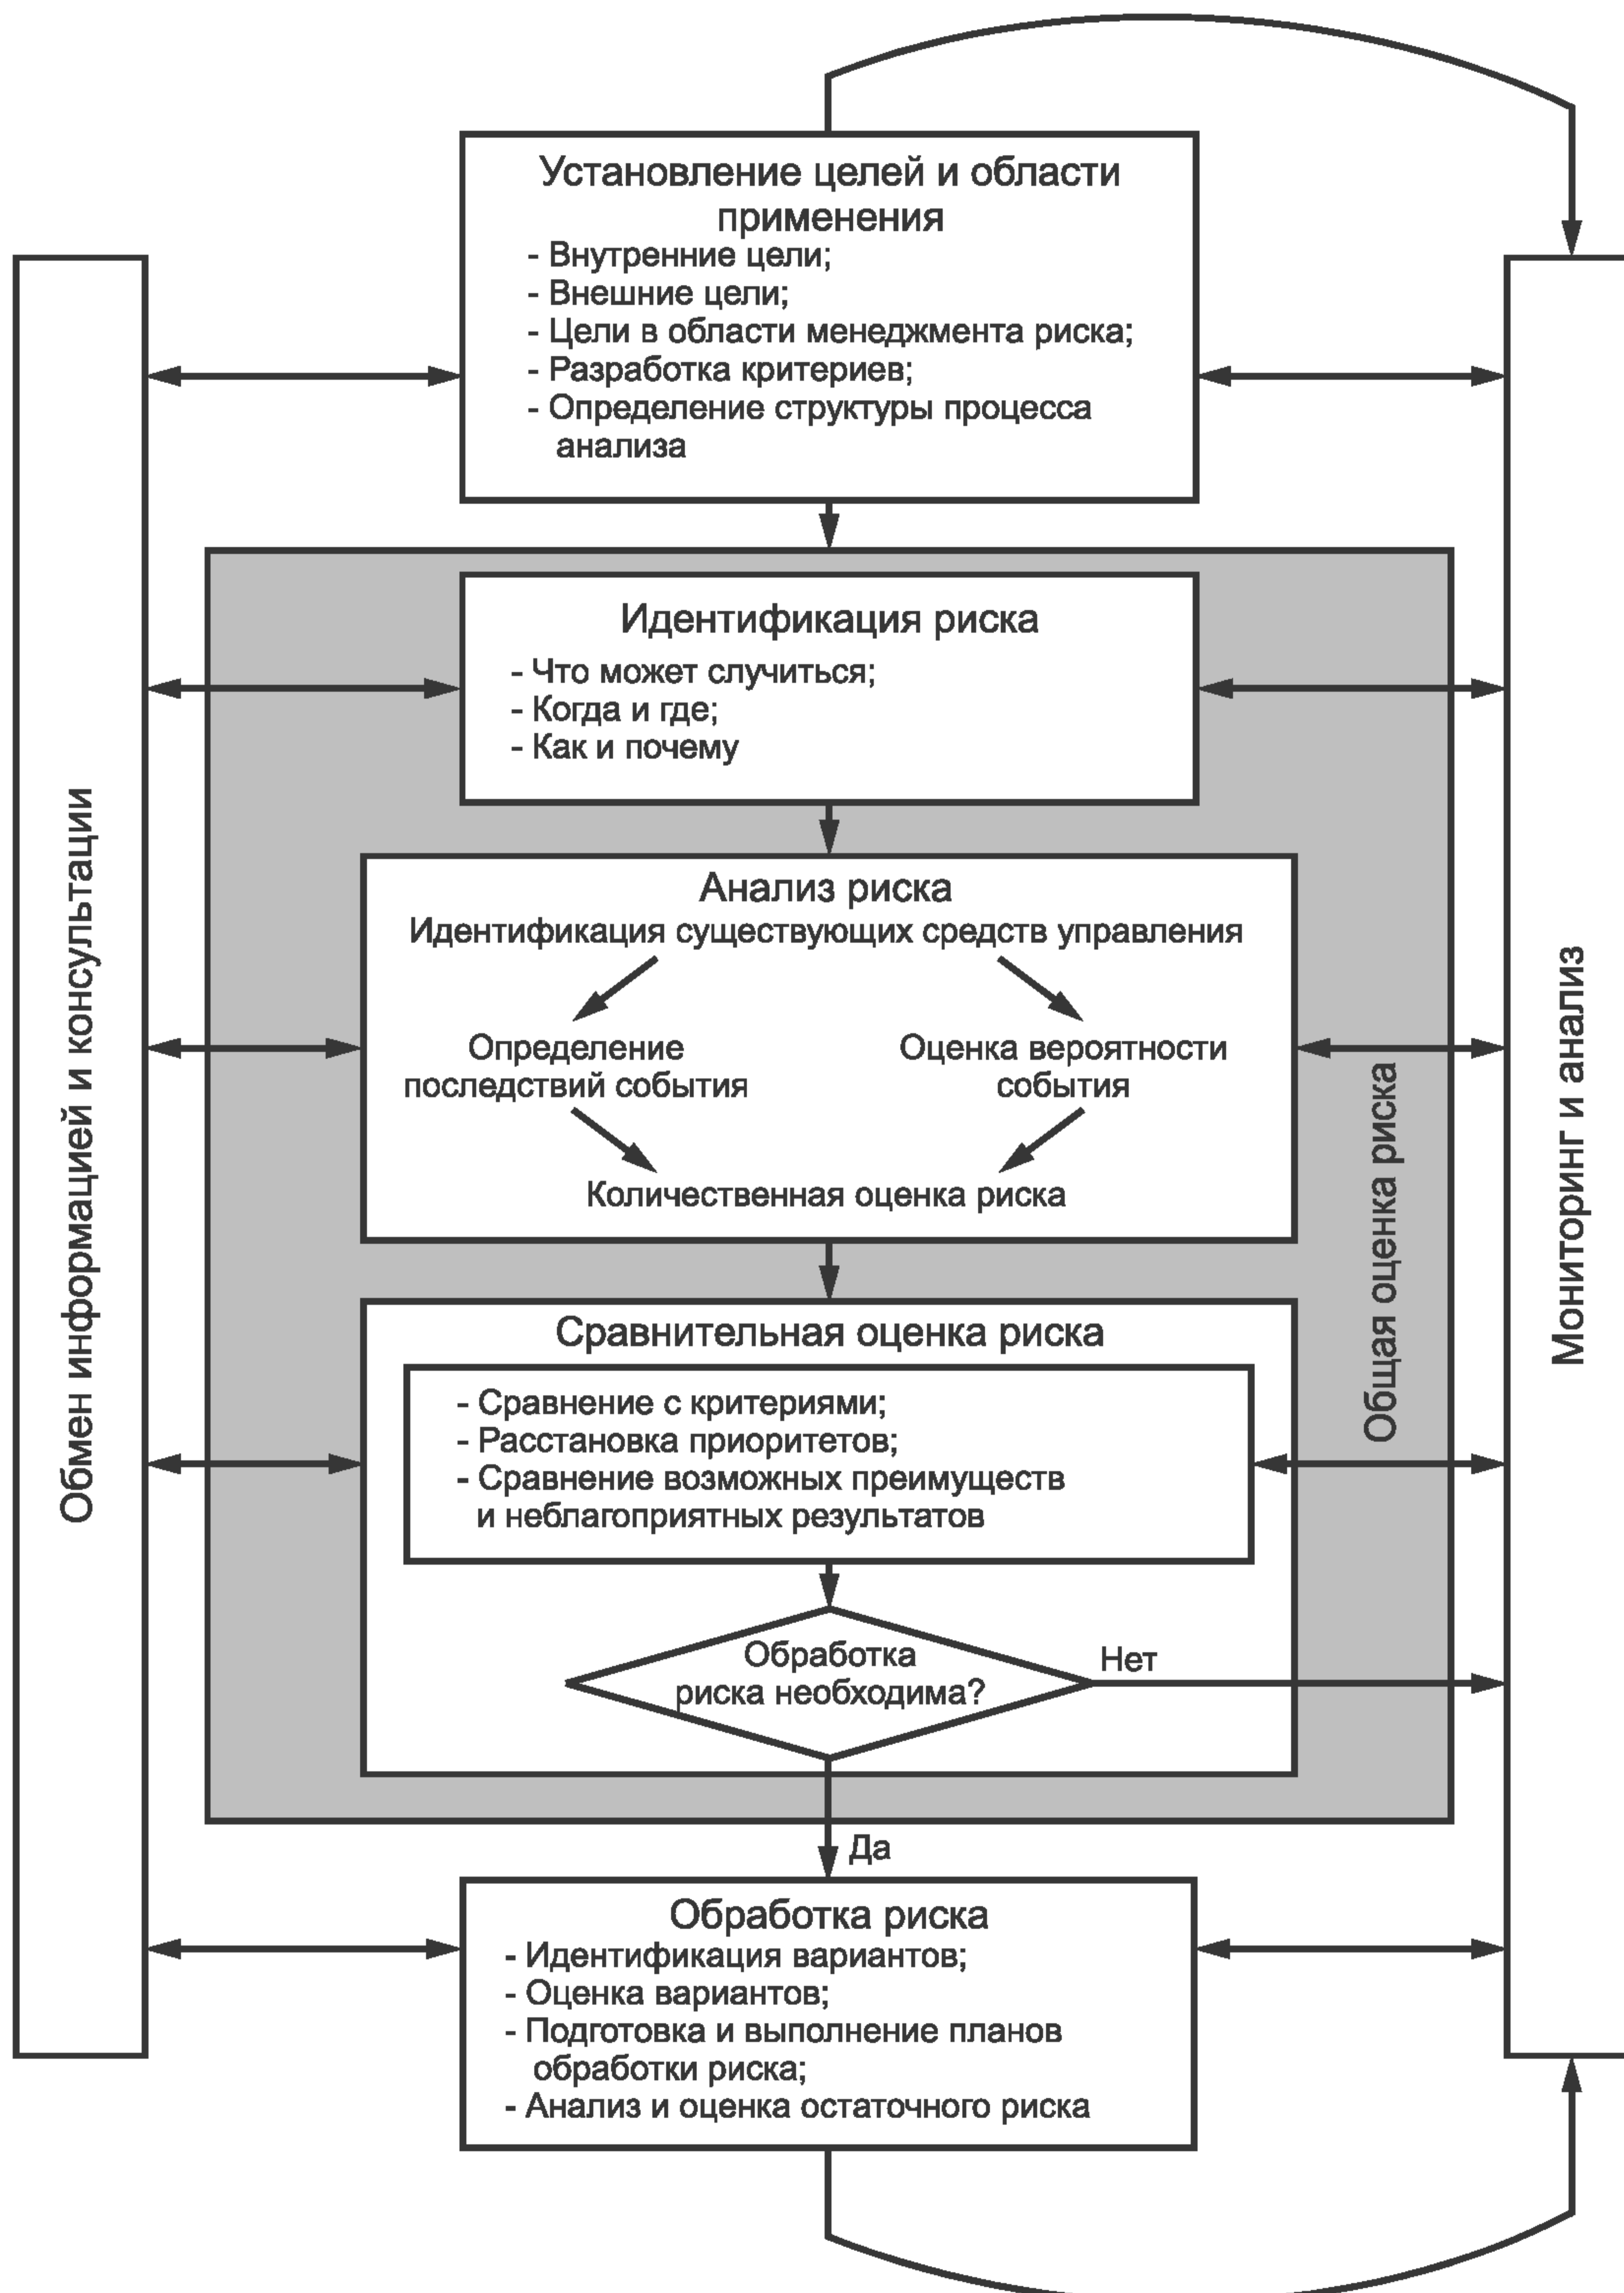 Установление целей и области
применения
- Внутренние цели;
- Внешние цели;
- Цели в области менеджмента риска;
- Разработка критериев;
- Определение структуры процесса
анализа
Обмен информацией и консультации
Идентификация риска
- Что может случиться;
- Когда и где;
- Как и почему
Анализ риска
Идентификация существующих средств управления
Определение
последствий события
Оценка вероятности
события
Количественная оценка риска
Общая оценка риска
Мониторинг и анализ
Сравнительная оценка риска
- Сравнение с критериями;
- Расстановка приоритетов;
- Сравнение возможных преимуществ
и неблагоприятных результатов
Обработка
риска необходима?
Нет
Да
Обработка риска
- Идентификация вариантов;
- Оценка вариантов;
- Подготовка и выполнение планов
обработки риска;
- Анализ и оценка остаточного риска